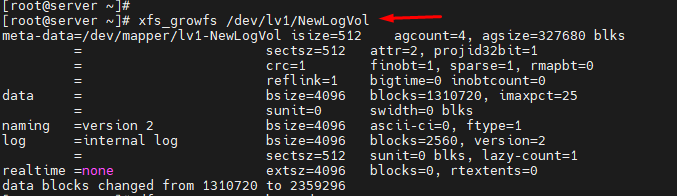 [root@server ~]#
[root@server ~]# xfs_growfs /dev/lv1/NewLogVol
meta-data=/dev/mapper/lv1-NewLogVol isize=512    agcount=4, agsize=327680 blks
         =                       sectsz=512   attr=2, projid32bit=1
         =                       crc=1        finobt=1, sparse=1, rmapbt=0
         =                       reflink=1    bigtime=0 inobtcount=0
data     =                       bsize=4096   blocks=1310720, imaxpct=25
         =                       sunit=0      swidth=0 blks
naming   =version 2              bsize=4096   ascii-ci=0, ftype=1
log      =internal log           bsize=4096   blocks=2560, version=2
         =                       sectsz=512   sunit=0 blks, lazy-count=1
realtime =none                   extsz=4096   blocks=0, rtextents=0
data blocks changed from 1310720 to 2359296